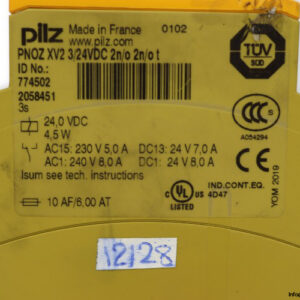 pilz Made in France 0102
www.pilz.com
PNOZ XV2 3/24VDC 2n/o 2n/o t
ID No.:
774502
2058451
3s
TÜV
SÜD
24,0 VDC
4,5 W
A054294
AC15: 230 V 5,0 A DC13: 24 V 7,0 A
AC1: 240 V 8,0 A DC1: 24 V 8,0 A
Isum see tech. instructions
C UL US
LISTED
IND.CONT.EQ.
4D47
YOM 2019
10 AF/6.00 AT
12128